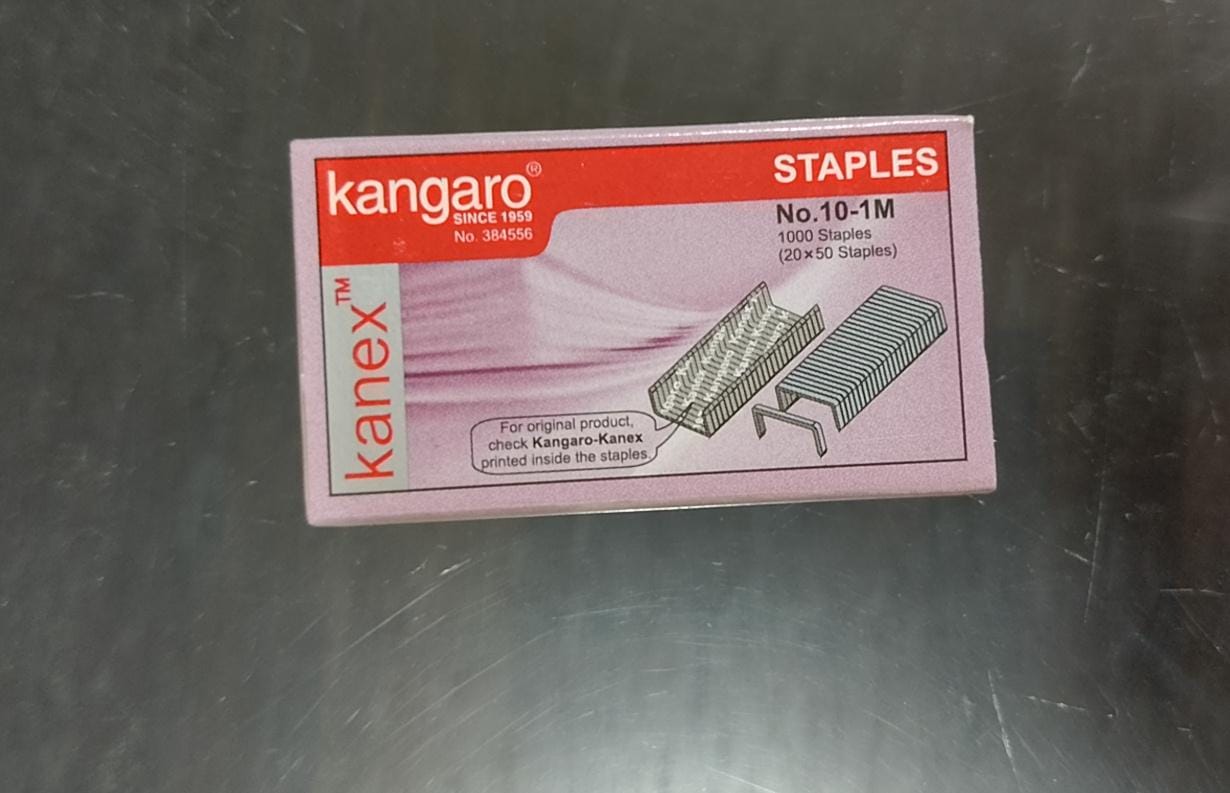 kangaro®
SINCE 1959
No. 384556
STAPLES
No.10-1M
1000 Staples
(20×50 Staples)
kanex™
For original product,
check Kangaro-Kanex
printed inside the staples.